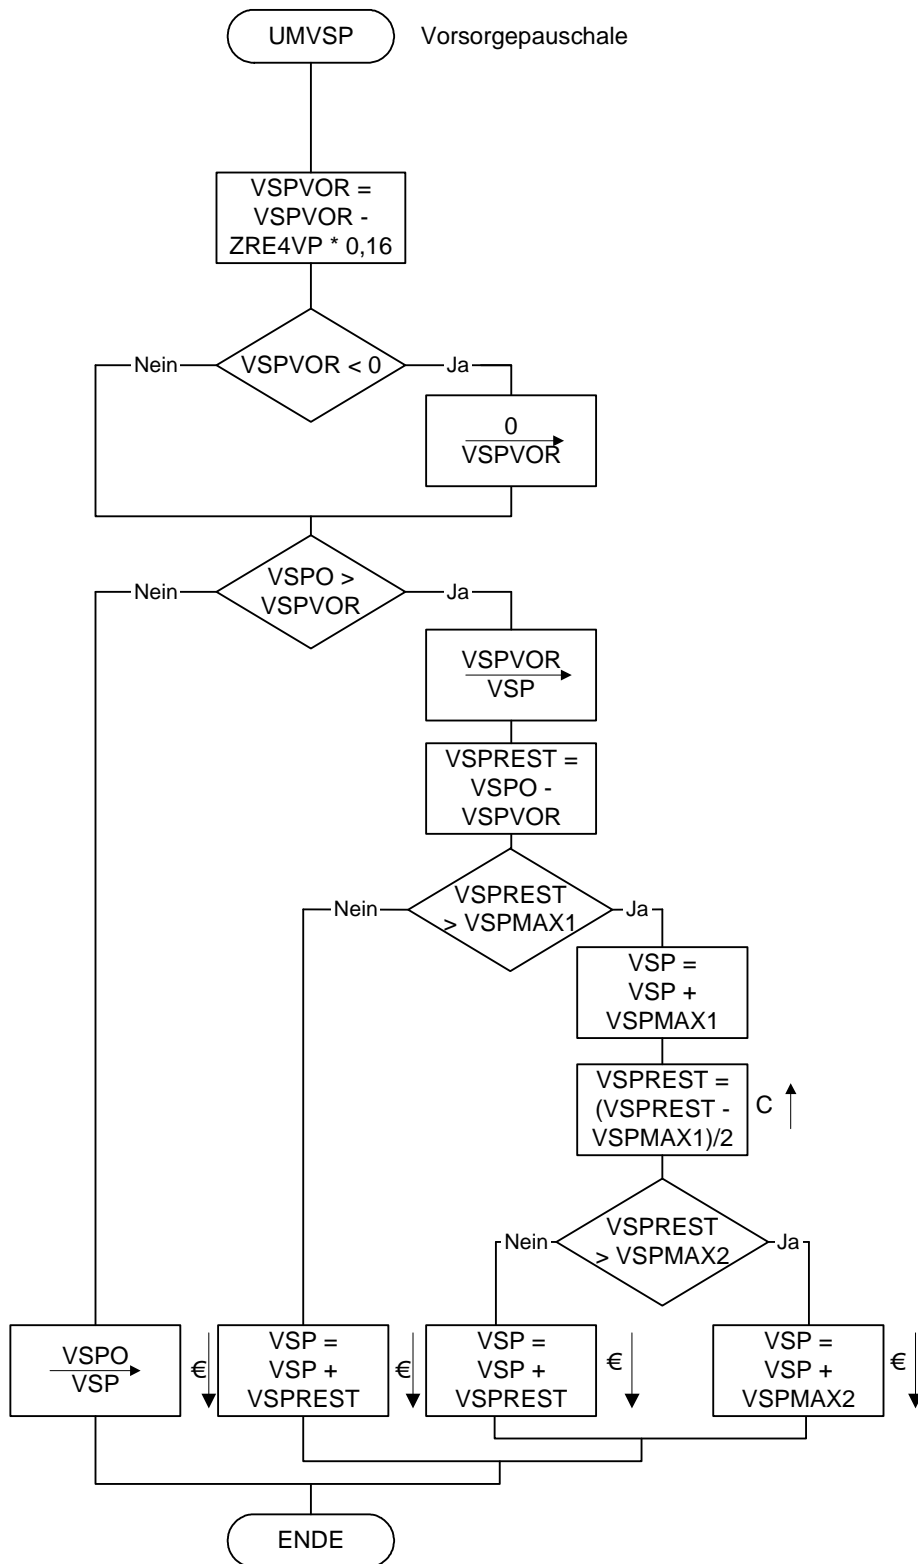 UMVSP
Vorsorgepauschale
VSPVOR =
VSPVOR -
ZRE4VP * 0,16
Nein
VSPVOR < 0
Ja
0
VSPVOR
Nein
VSPO >
VSPVOR
Ja
VSPVOR
VSP
VSPREST =
VSPO -
VSPVOR
Nein
VSPREST
> VSPMAX1
Ja
VSP =
VSP +
VSPMAX1
VSPREST =
(VSPREST -
VSPMAX1)/2
C
VSPREST
> VSPMAX2
Nein
Ja
VSPO
VSP
€
VSP =
VSP +
VSPREST
€
VSP =
VSP +
VSPREST
€
VSP =
VSP +
VSPMAX2
€
ENDE